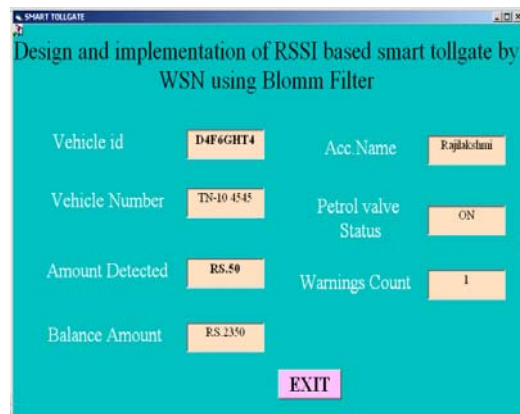 SMART TOLLGATE
Design and implementation of RSSI based smart tollgate by
WSN using Blomm Filter
Vehicle id
D4F6GHT4
Acc.Name
Rajilakshmi
Vehicle Number
TN-10 4545
Petrol valve
Status
ON
Amount Detected
RS.50
Warnings Count
1
Balance Amount
RS.2350
EXIT